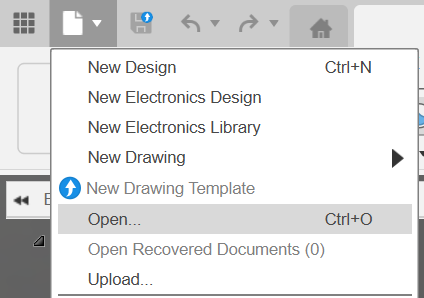 New Design Ctrl+N
New Electronics Design
New Electronics Library
New Drawing
New Drawing Template
Open... Ctrl+O
Open Recovered Documents (0)
Upload...